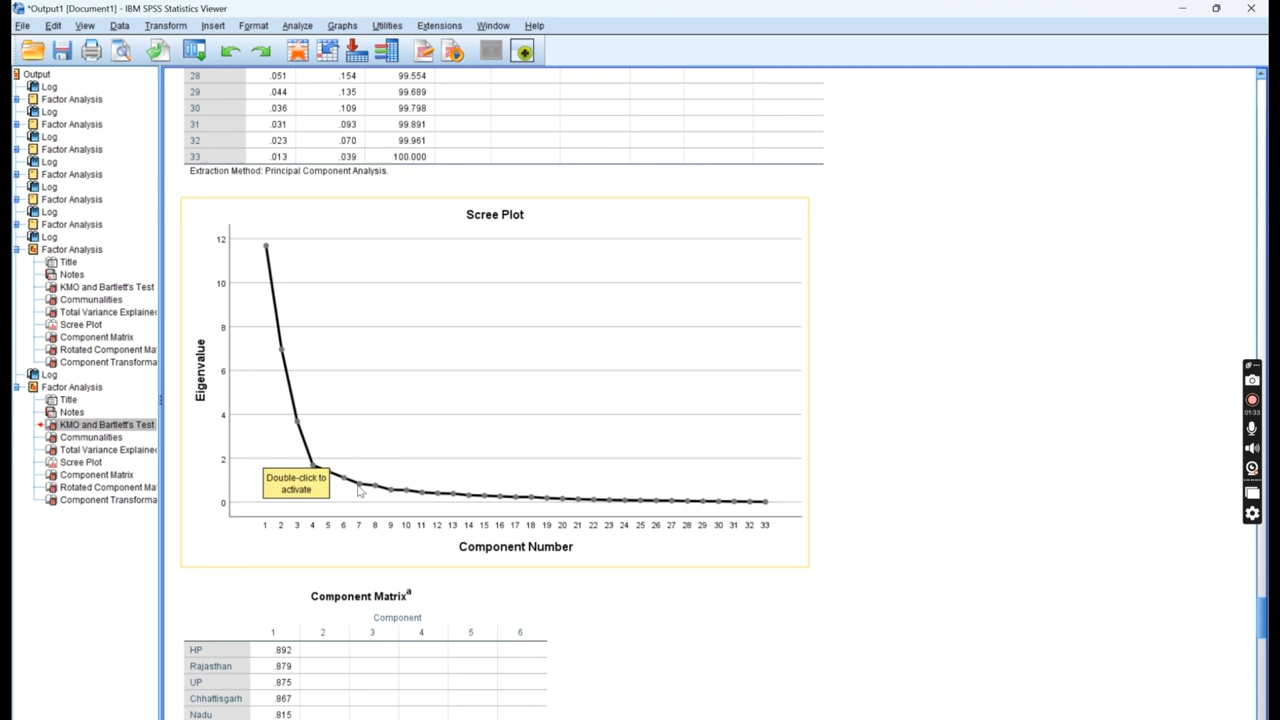 *Output1 [Document1] - IBM SPSS Statistics Viewer
File Edit View Data Transform Insert Format Analyze Graphs Utilities Extensions Window Help
Output
Log
Factor Analysis
Log
Factor Analysis
Log
Factor Analysis
Log
Factor Analysis
Log
Factor Analysis
Log
Factor Analysis
Log
Factor Analysis
Title
Notes
KMO and Bartlett's Test
Communalities
Total Variance Explained
Scree Plot
Component Matrix
Rotated Component Ma
Component Transforma
Log
Factor Analysis
Title
Notes
KMO and Bartlett's Test
Communalities
Total Variance Explained
Scree Plot
Component Matrix
Rotated Component Ma
Component Transforma
28 .051 .154 99.554
29 .044 .135 99.689
30 .036 .109 99.798
31 .031 .093 99.891
32 .023 .070 99.961
33 .013 .039 100.000
Extraction Method: Principal Component Analysis.
Scree Plot
12
10
8
6
4
2
0
Eigenvalue
Double-click to
activate
1 2 3 4 5 6 7 8 9 10 11 12 13 14 15 16 17 18 19 20 21 22 23 24 25 26 27 28 29 30 31 32 33
Component Number
Component Matrixa
Component
1 2 3 4 5 6
HP .892
Rajasthan .879
UP .875
Chhattisgarh .867
Nadu .815
01:33